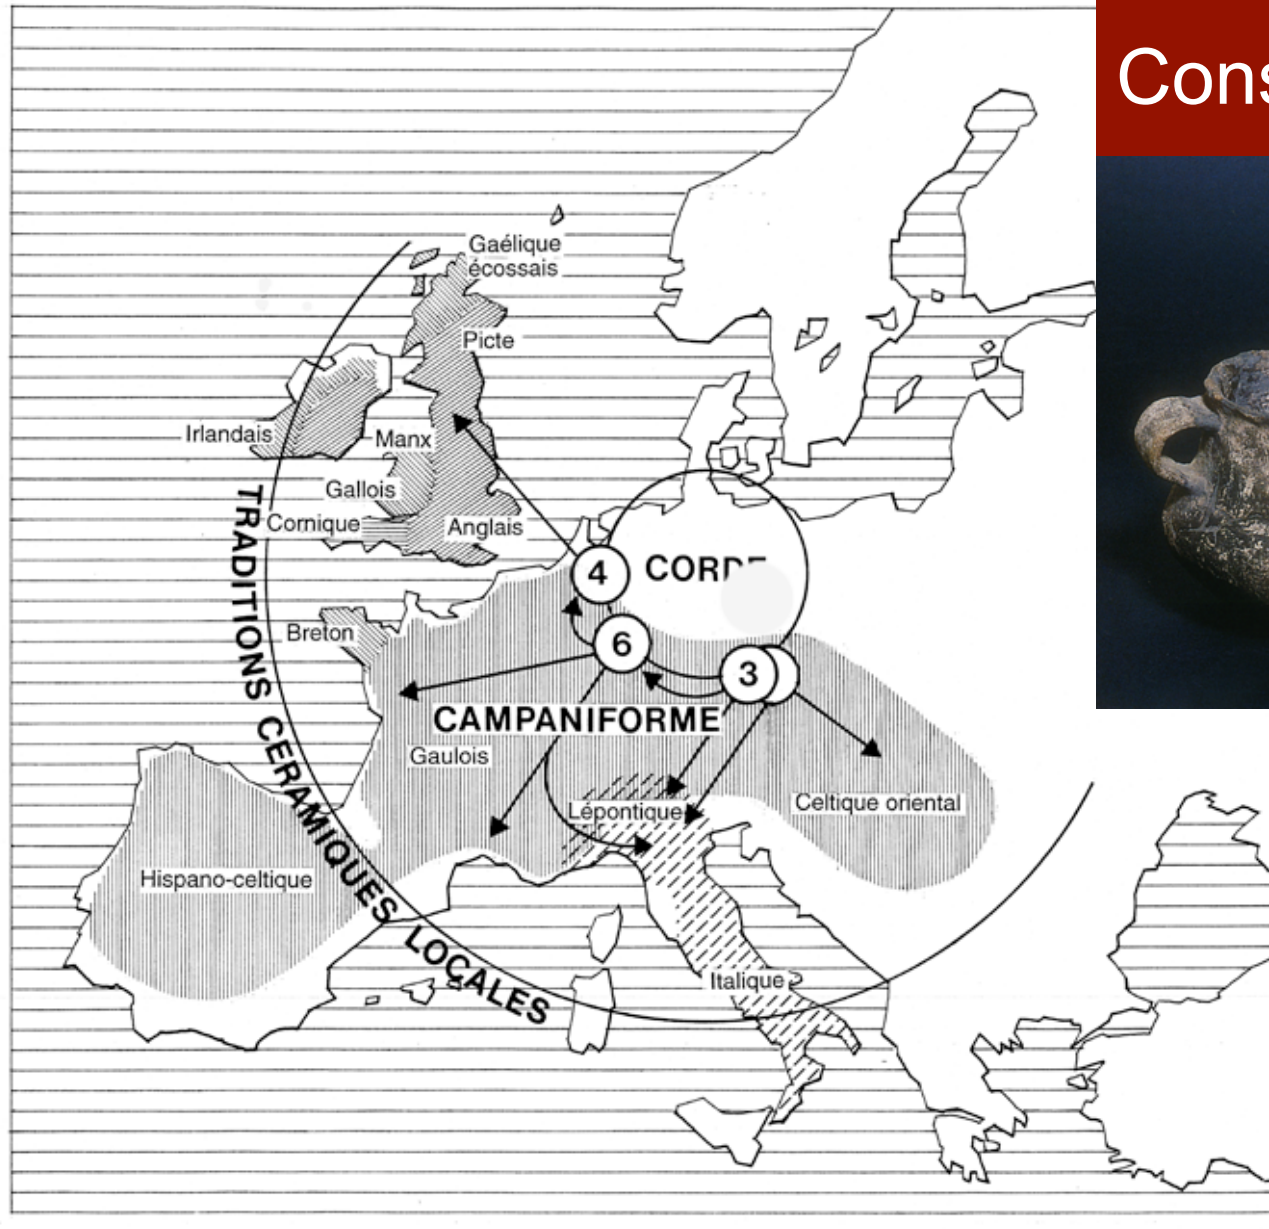 Cons
Gaélique
écossais
Picte
Irlandais
Manx
Gallois
Cornique
Anglais
TRADITIONS CERAMIQUES LOCALES
4
CORDE
Breton
6
3
CAMPANIFORME
Gaulois
Lépontique
Celtique oriental
Hispano-celtique
Italique